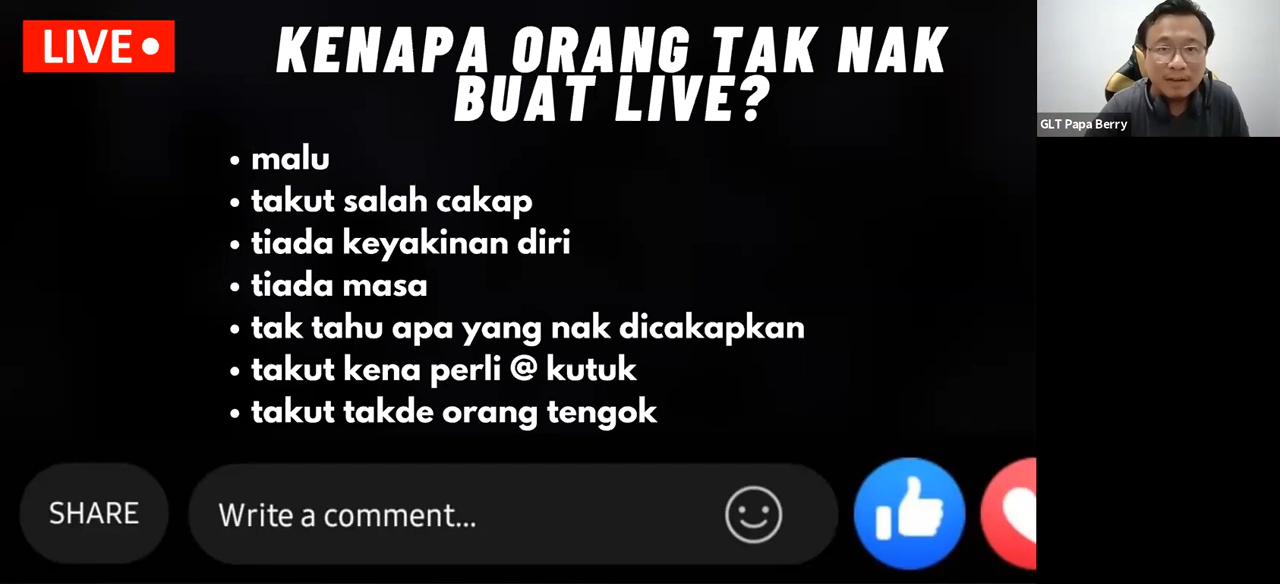 LIVE
KENAPA ORANG TAK NAK
BUAT LIVE?
• malu
• takut salah cakap
• tiada keyakinan diri
• tiada masa
• tak tahu apa yang nak dicakapkan
• takut kena perli @ kutuk
• takut takde orang tengok
SHARE
Write a comment...
GLT Papa Berry